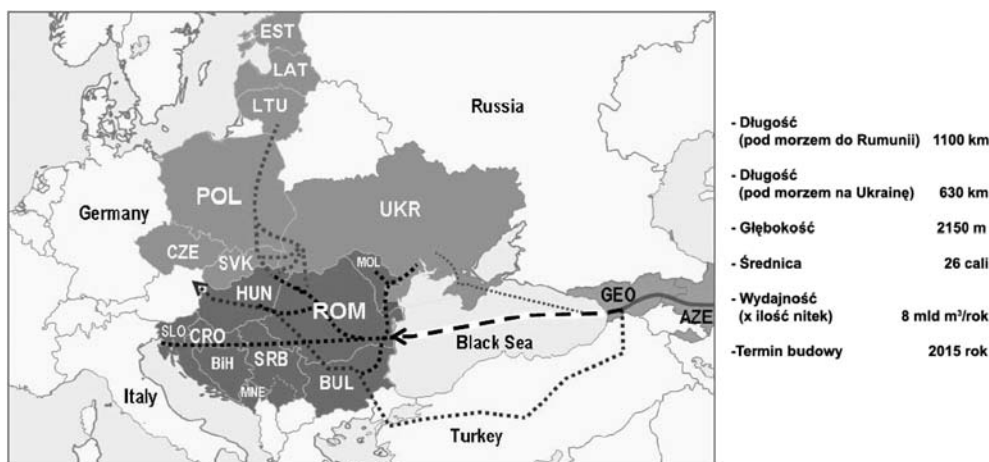 EST
LAT
LTU
Russia
POL
Germany
UKR
CZE
SVK
MOL
HUN
ROM
GEO
AZE
SLO
CRO
Black Sea
BiH
SRB
MNE
BUL
Italy
Turkey
- Długość
(pod morzem do Rumunii) 1100 km
- Długość
(pod morzem na Ukrainę) 630 km
- Głębokość 2150 m
- Średnica 26 cali
- Wydajność
(x ilość nitek) 8 mld m³/rok
-Termin budowy 2015 rok